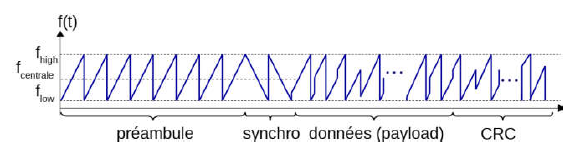 f(t)
f_high
f_centrale
f_low
préambule synchro données (payload) CRC